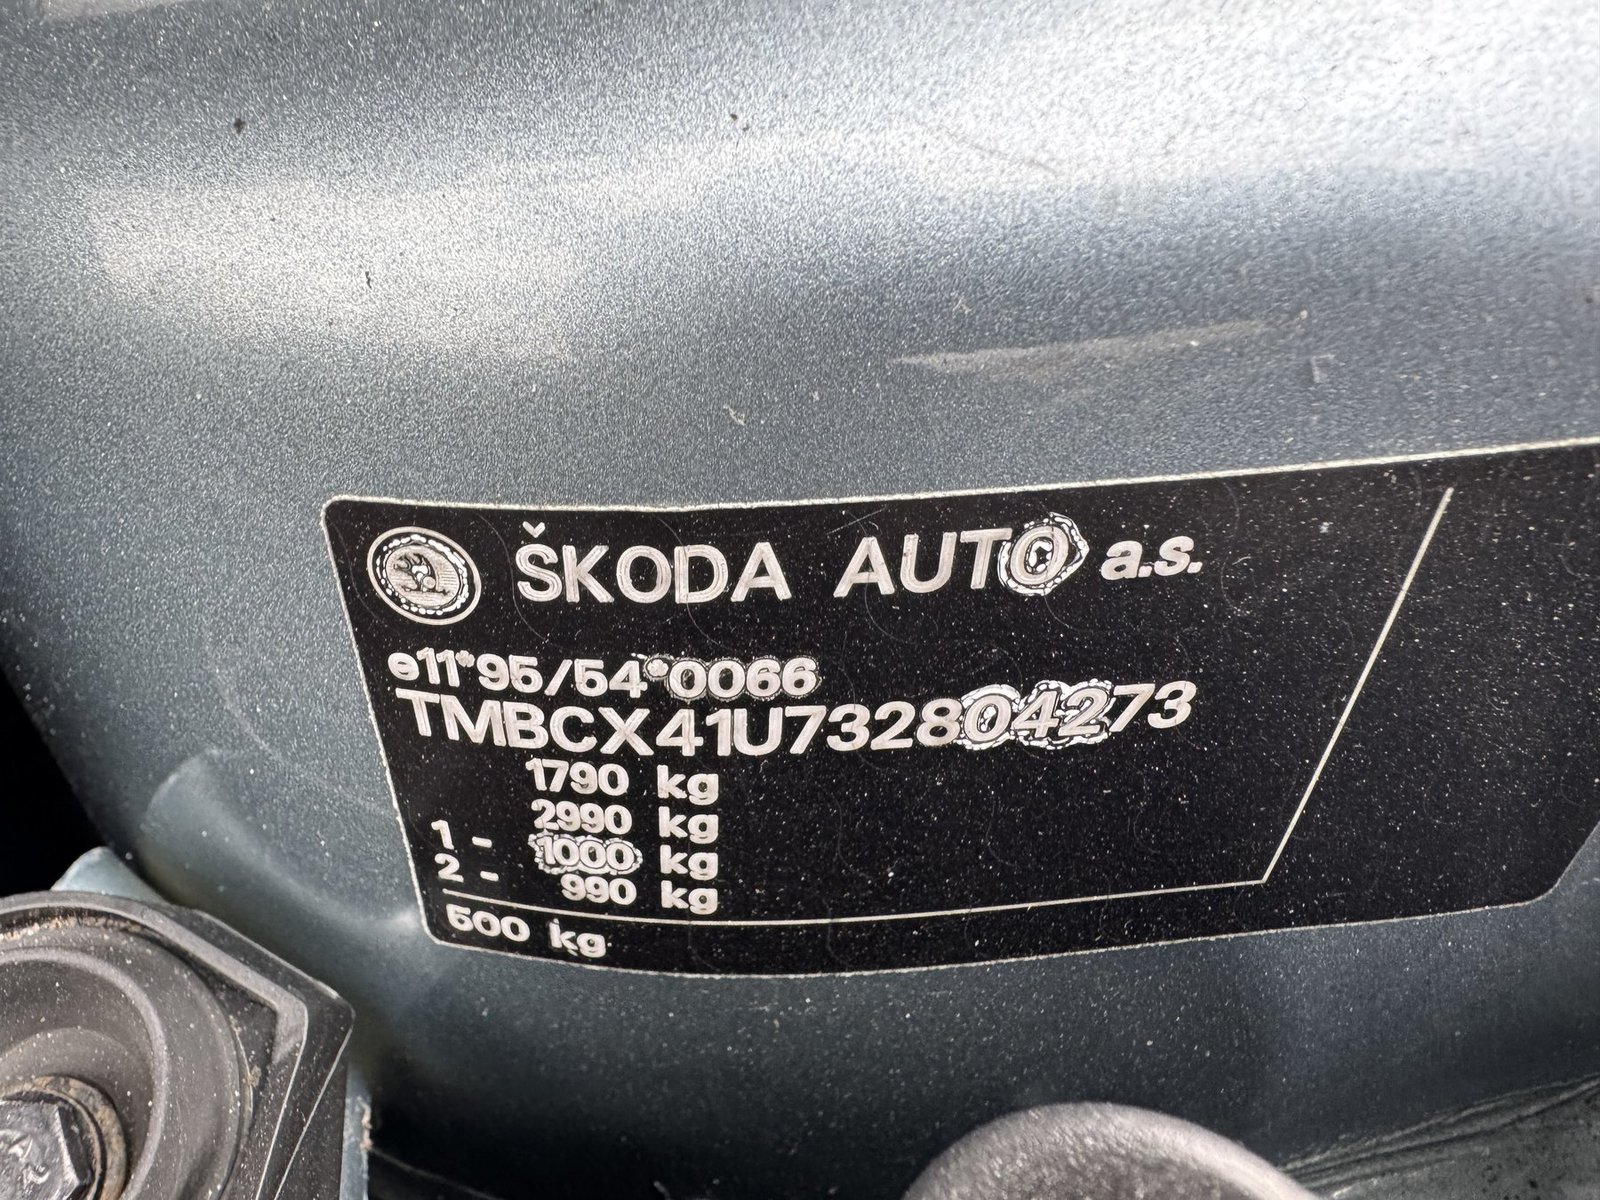 ŠKODA AUTO a.s.
e11*95/54*0066
TMBCX41U732804273
1790 kg
2990 kg
1 - 1000 kg
2 - 990 kg
500 kg